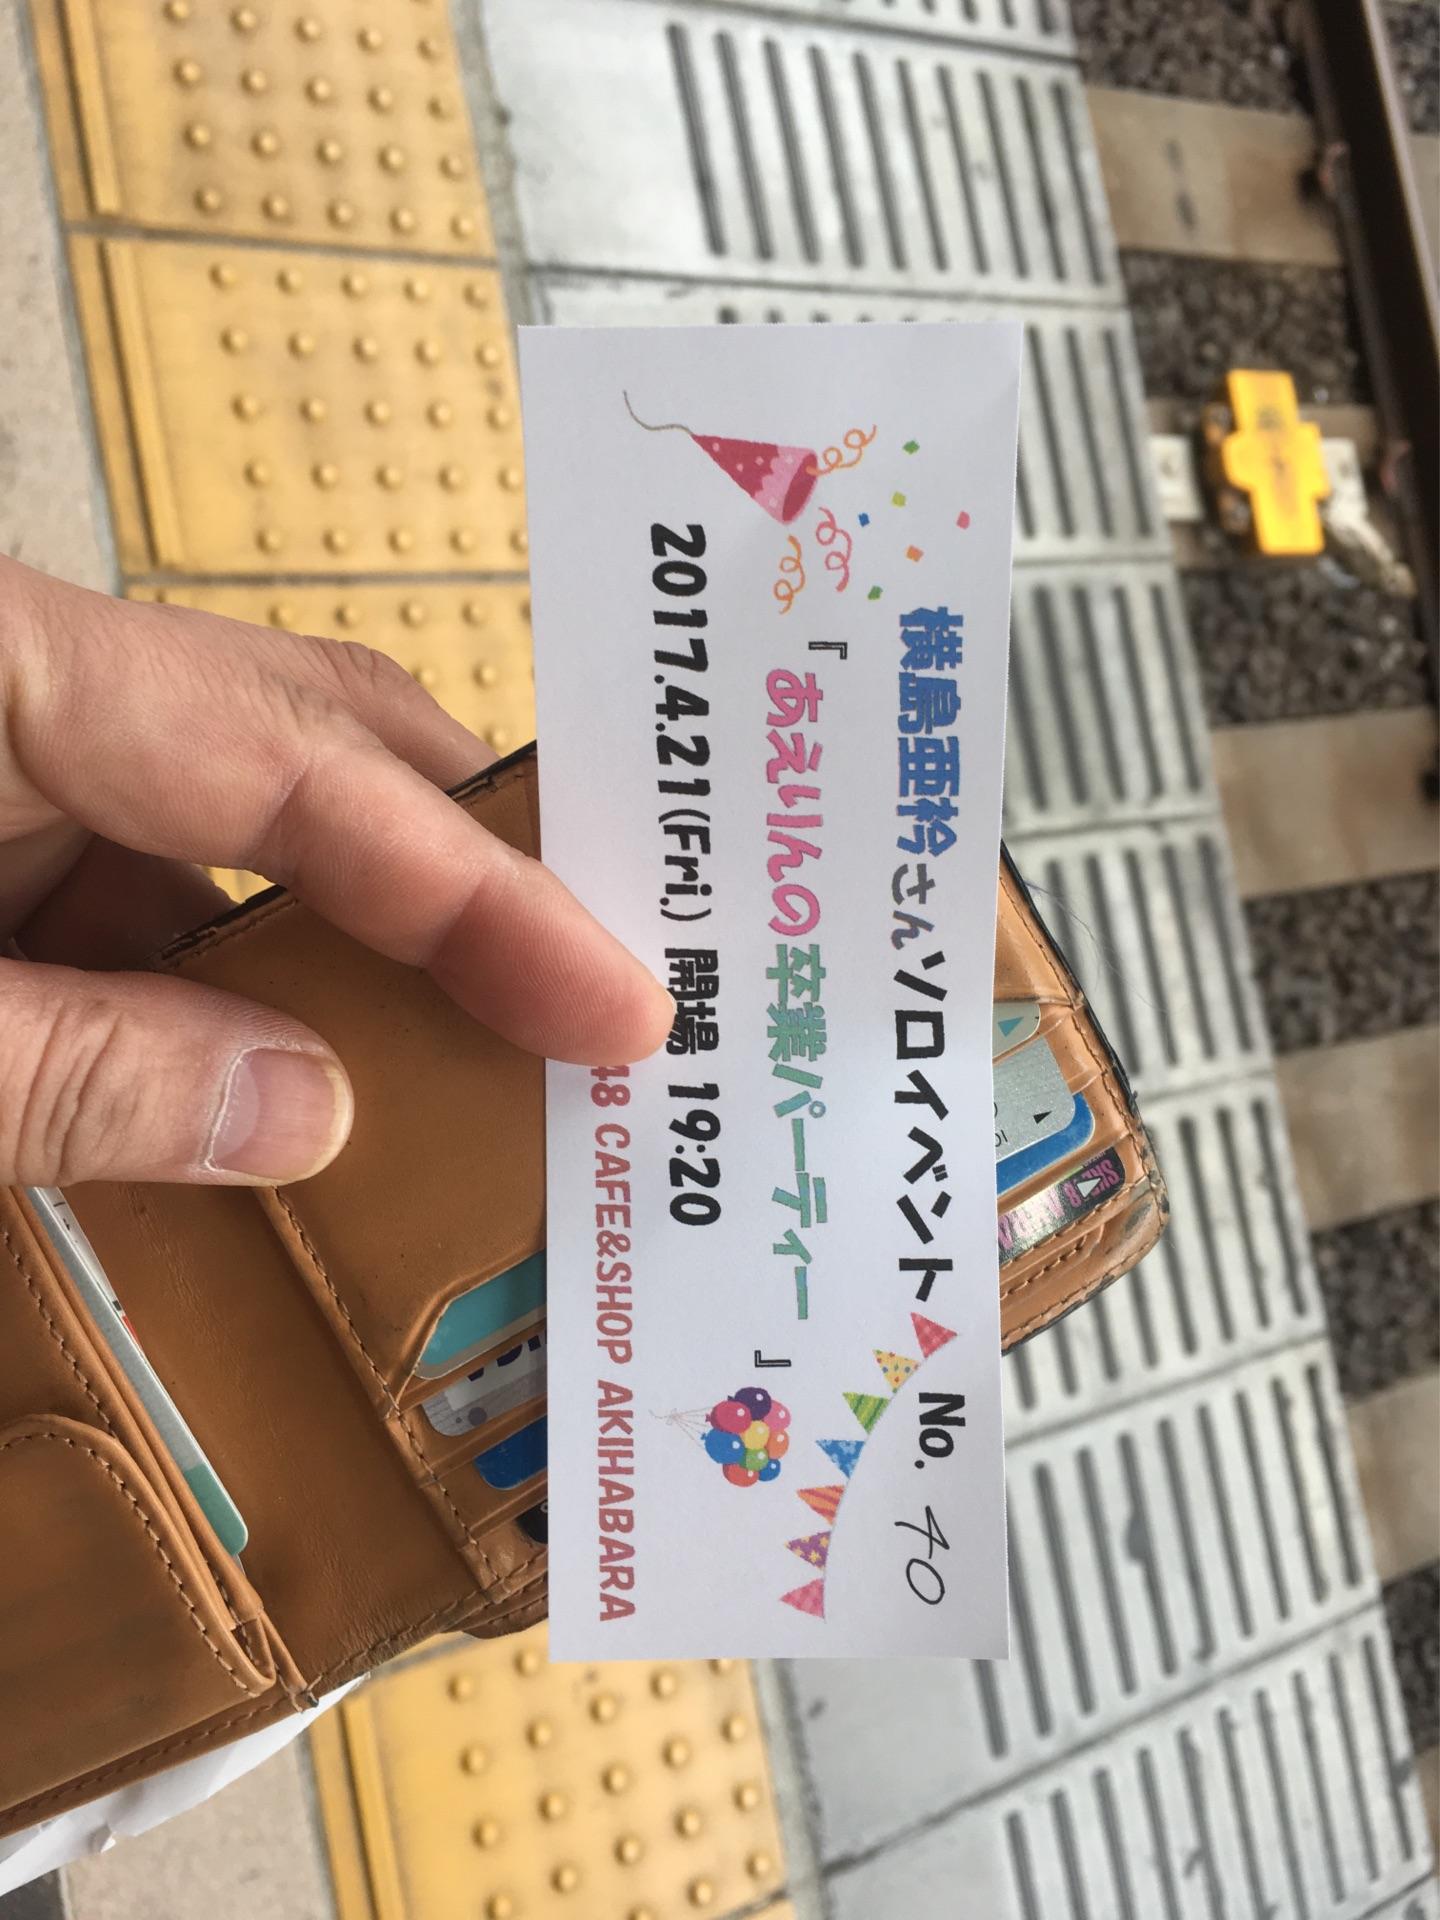 横島亜衿さんソロイベント No. 40
『あえりんの卒業パーティー』
2017.4.21(Fri.) 開場 19:20
48 CAFE&SHOP AKIHABARA